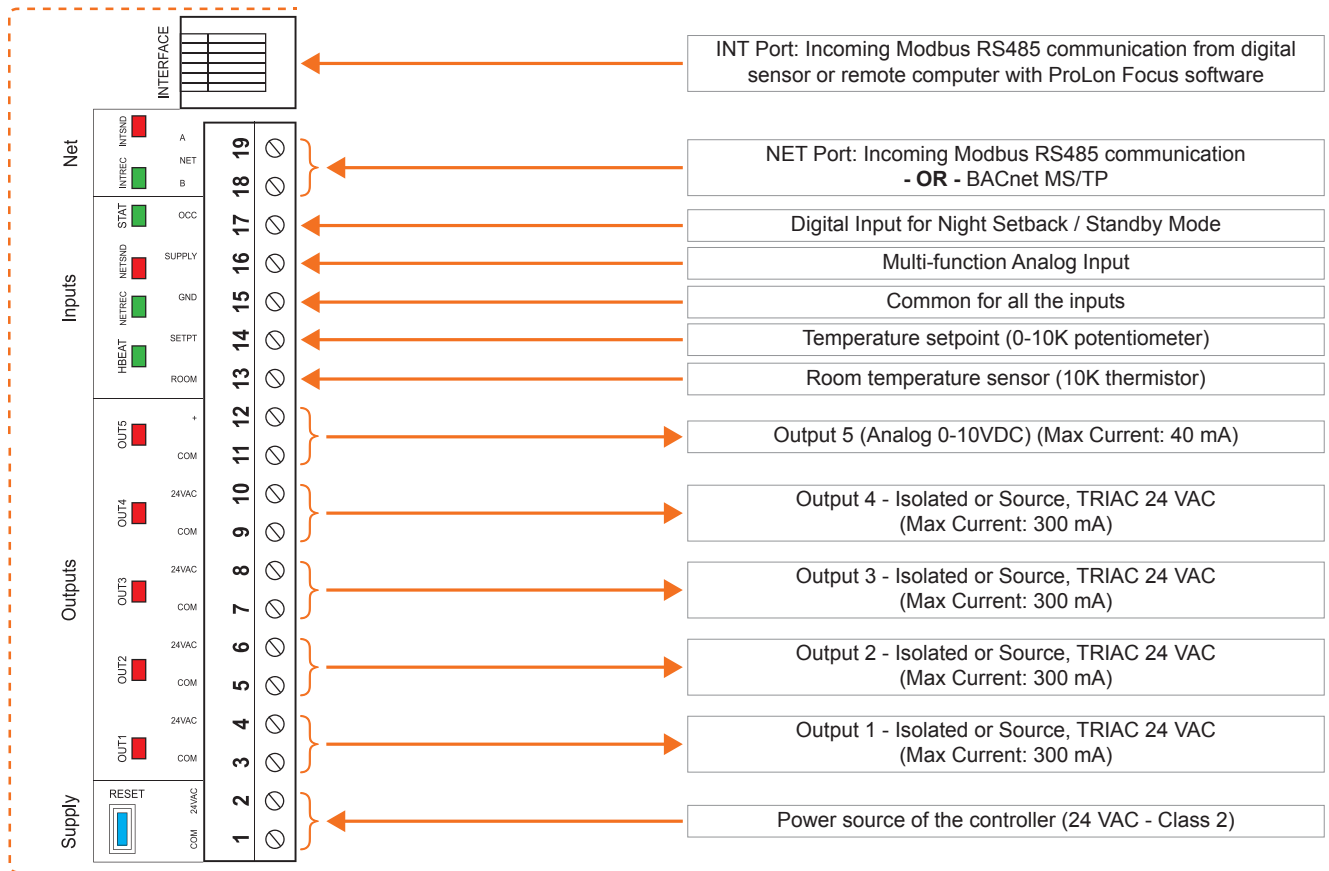 INTERFACE
INT Port: Incoming Modbus RS485 communication from digital
sensor or remote computer with ProLon Focus software
Net
INTSND
INTREC
A
NET
B
19
18
NET Port: Incoming Modbus RS485 communication
- OR - BACnet MS/TP
Inputs
STAT
OCC
17
Digital Input for Night Setback / Standby Mode
NETSND
SUPPLY
16
Multi-function Analog Input
NETREC
GND
15
Common for all the inputs
HBEAT
SETPT
14
Temperature setpoint (0-10K potentiometer)
ROOM
13
Room temperature sensor (10K thermistor)
Outputs
OUT5
+
COM
12
11
Output 5 (Analog 0-10VDC) (Max Current: 40 mA)
OUT4
24VAC
COM
10
9
Output 4 - Isolated or Source, TRIAC 24 VAC
(Max Current: 300 mA)
OUT3
24VAC
COM
8
7
Output 3 - Isolated or Source, TRIAC 24 VAC
(Max Current: 300 mA)
OUT2
24VAC
COM
6
5
Output 2 - Isolated or Source, TRIAC 24 VAC
(Max Current: 300 mA)
OUT1
24VAC
COM
4
3
Output 1 - Isolated or Source, TRIAC 24 VAC
(Max Current: 300 mA)
Supply
RESET
24VAC
COM
2
1
Power source of the controller (24 VAC - Class 2)